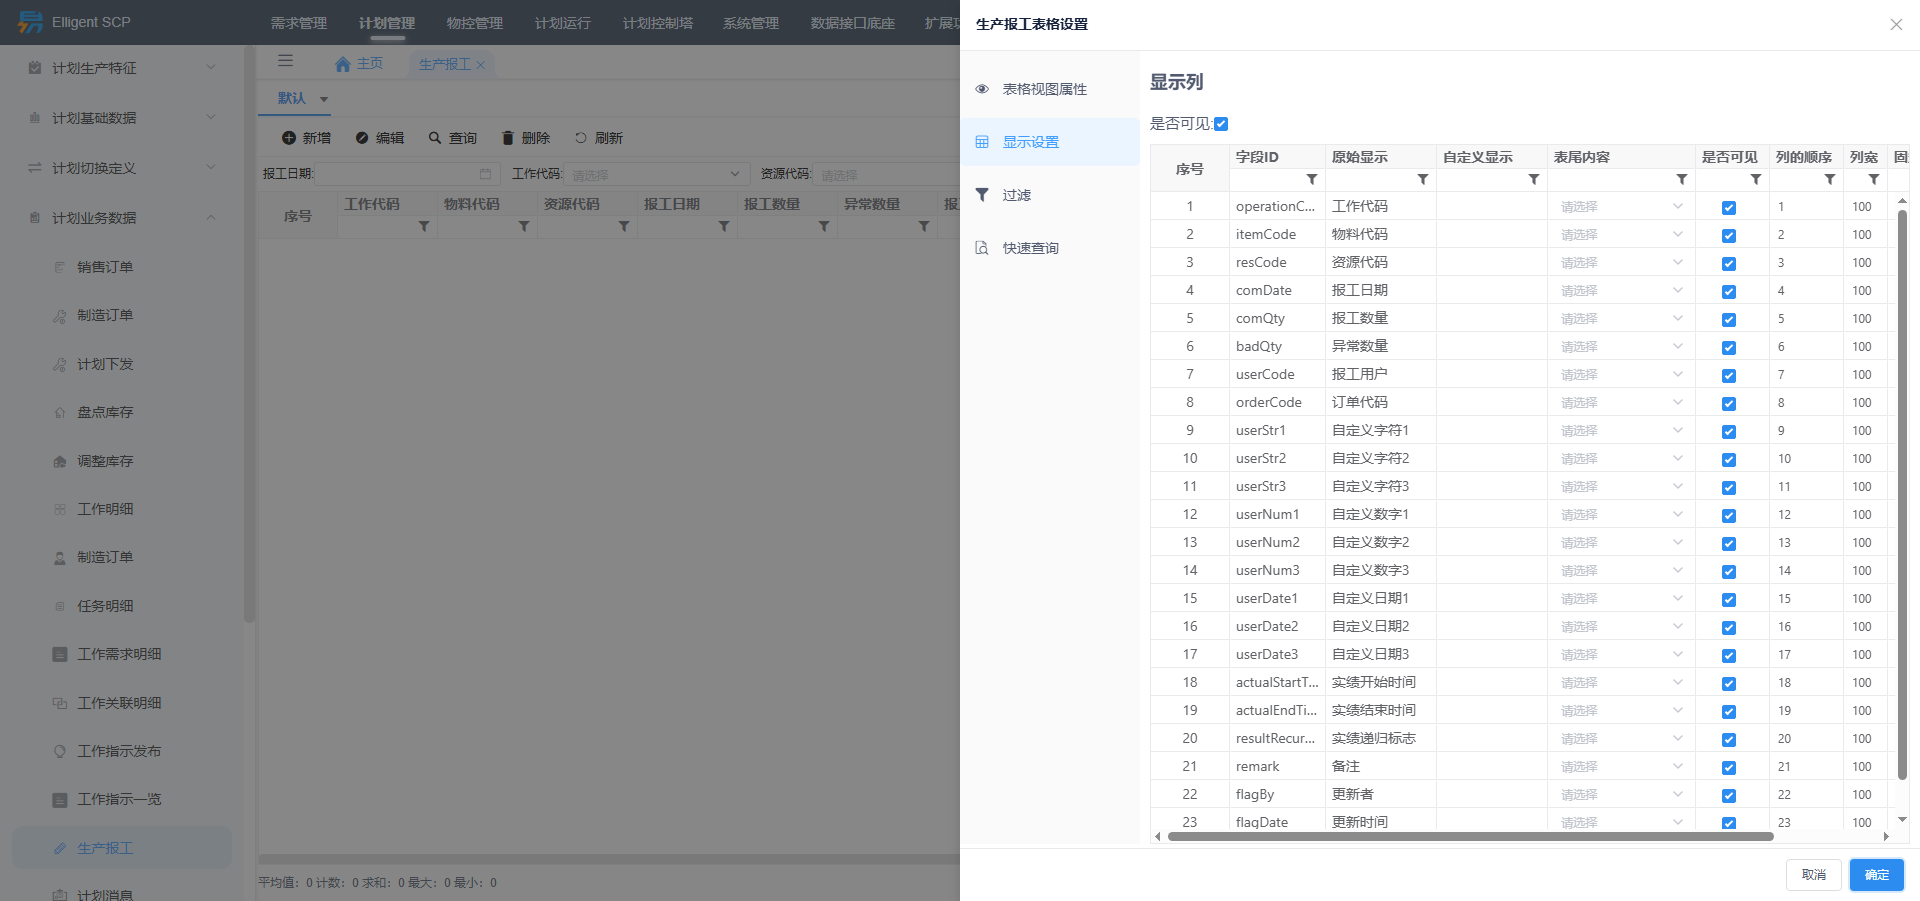 Elligent SCP
需求管理 计划管理 物控管理 计划运行 计划控制塔 系统管理 数据接口底座
计划生产特征
计划基础数据
计划切换定义
计划业务数据
销售订单
制造订单
计划下发
盘点库存
调整库存
工作明细
制造订单
任务明细
工作需求明细
工作关联明细
工作指示发布
工作指示一览
生产报工
计划消息
主页 生产报工
默认
新增 编辑 查询 删除 刷新
报工日期: 工作代码: 请选择 资源代码: 请选择
序号 工作代码 物料代码 资源代码 报工日期 报工数量 异常数量
平均值: 0 计数: 0 求和: 0 最大: 0 最小: 0
生产报工表格设置
表格视图属性
显示设置
过滤
快速查询
显示列
是否可见:
序号 字段ID 原始显示 自定义显示 表尾内容 是否可见 列的顺序 列宽
1 operationC... 工作代码 请选择 1 100
2 itemCode 物料代码 请选择 2 100
3 resCode 资源代码 请选择 3 100
4 comDate 报工日期 请选择 4 100
5 comQty 报工数量 请选择 5 100
6 badQty 异常数量 请选择 6 100
7 userCode 报工用户 请选择 7 100
8 orderCode 订单代码 请选择 8 100
9 userStr1 自定义字符1 请选择 9 100
10 userStr2 自定义字符2 请选择 10 100
11 userStr3 自定义字符3 请选择 11 100
12 userNum1 自定义数字1 请选择 12 100
13 userNum2 自定义数字2 请选择 13 100
14 userNum3 自定义数字3 请选择 14 100
15 userDate1 自定义日期1 请选择 15 100
16 userDate2 自定义日期2 请选择 16 100
17 userDate3 自定义日期3 请选择 17 100
18 actualStartT... 实绩开始时间 请选择 18 100
19 actualEndTi... 实绩结束时间 请选择 19 100
20 resultRecur... 实绩递归标志 请选择 20 100
21 remark 备注 请选择 21 100
22 flagBy 更新者 请选择 22 100
23 flagDate 更新时间 请选择 23 100
取消 确定